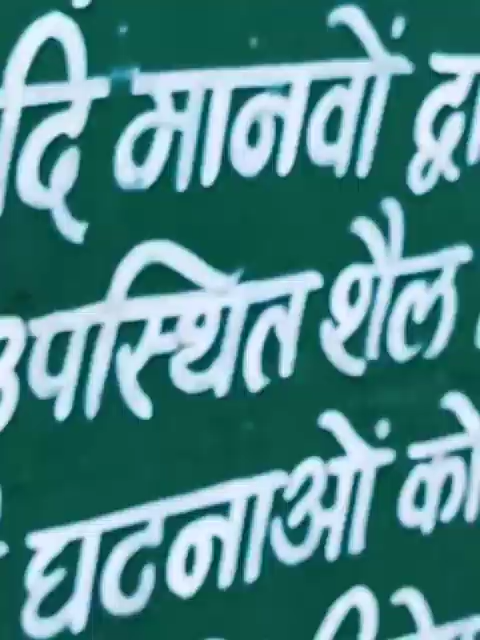 दि मानवों द्वा
उपस्थित शैल
घटनाओं को